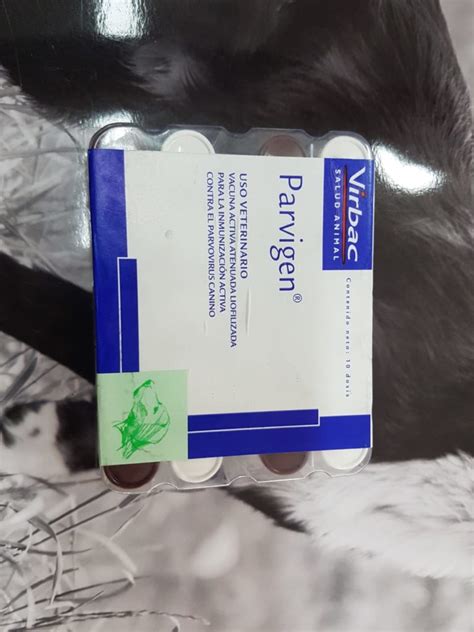 Virbac
SALUD ANIMAL
Contenido neto: 10 dosis
Parvigen®
USO VETERINARIO
VACUNA ACTIVA ATENUADA LIOFILIZADA
PARA LA INMUNIZACIÓN ACTIVA
CONTRA EL PARVOVIRUS CANINO